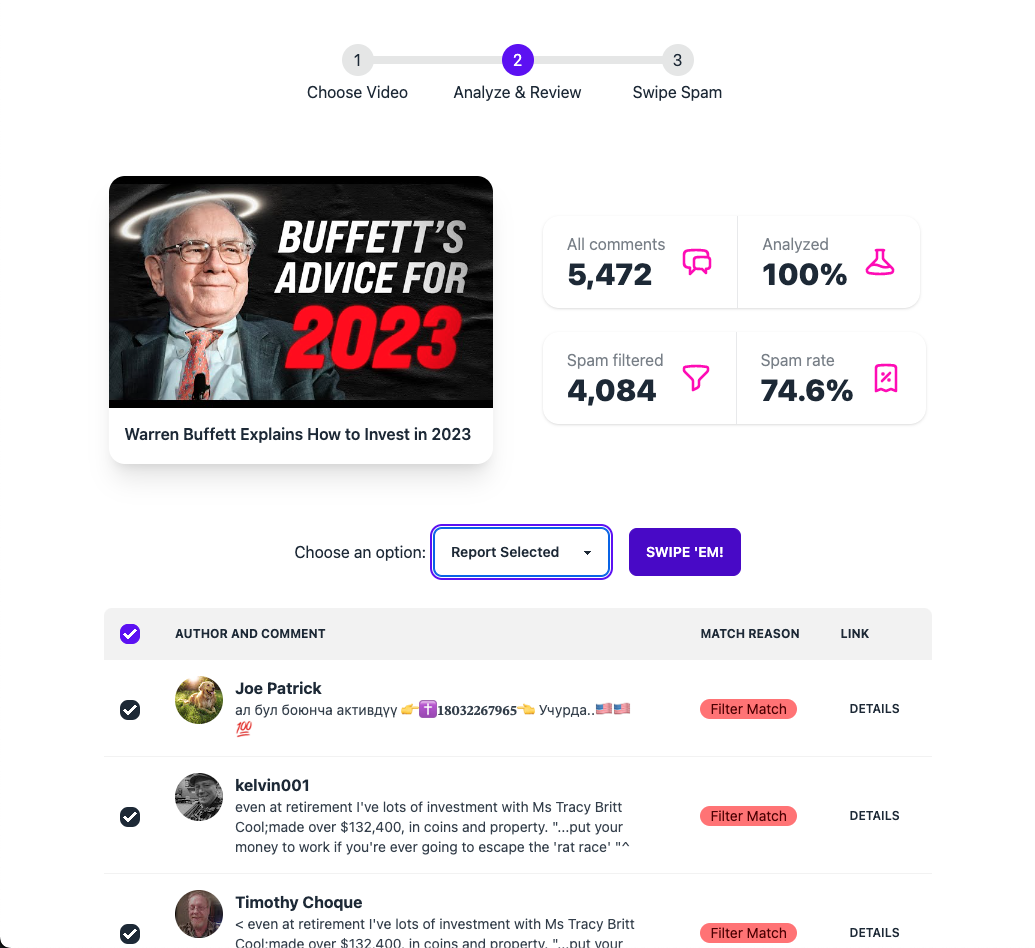 1 2 3
Choose Video Analyze & Review Swipe Spam
BUFFETT'S
ADVICE FOR
2023
Warren Buffett Explains How to Invest in 2023
All comments
5,472
Analyzed
100%
Spam filtered
4,084
Spam rate
74.6%
Choose an option: Report Selected SWIPE 'EM!
AUTHOR AND COMMENT MATCH REASON LINK
Joe Patrick
ал бул боюнча активдүү 👉✝️𝟏𝟖𝟎𝟑𝟐𝟐𝟔𝟕𝟗𝟔𝟓👈 Учурда..🇺🇸🇺🇸
💯
Filter Match DETAILS
kelvin001
even at retirement I've lots of investment with Ms Tracy Britt
Cool;made over $132,400, in coins and property. "...put your
money to work if you're ever going to escape the 'rat race' "^
Filter Match DETAILS
Timothy Choque
< even at retirement I've lots of investment with Ms Tracy Britt
Cool;made over $132,400, in coins and property. "...put your
Filter Match DETAILS